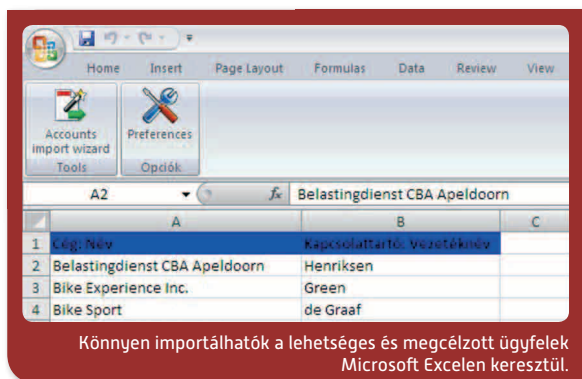 Home Insert Page Layout Formulas Data Review View
Accounts import wizard
Preferences
Tools
Opciók
A2 fx Belastingdienst CBA Apeldoorn
A B C
1 Cég: Név Kapcsolattartó: Vezetéknév
2 Belastingdienst CBA Apeldoorn Henriksen
3 Bike Experience Inc. Green
4 Bike Sport de Graaf
Könnyen importálhatók a lehetséges és megcélzott ügyfelek
Microsoft Excelen keresztül.